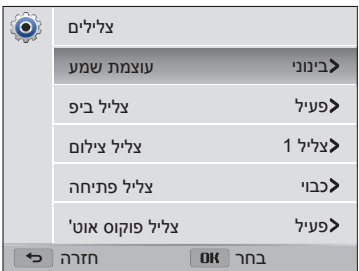 צלילים
עוצמת שמע <בינוני
צליל ביפ <פעיל
צליל צילום <צליל 1
צליל פתיחה <כבוי
צליל פוקוס אוט' <פעיל
חזרה OK בחר